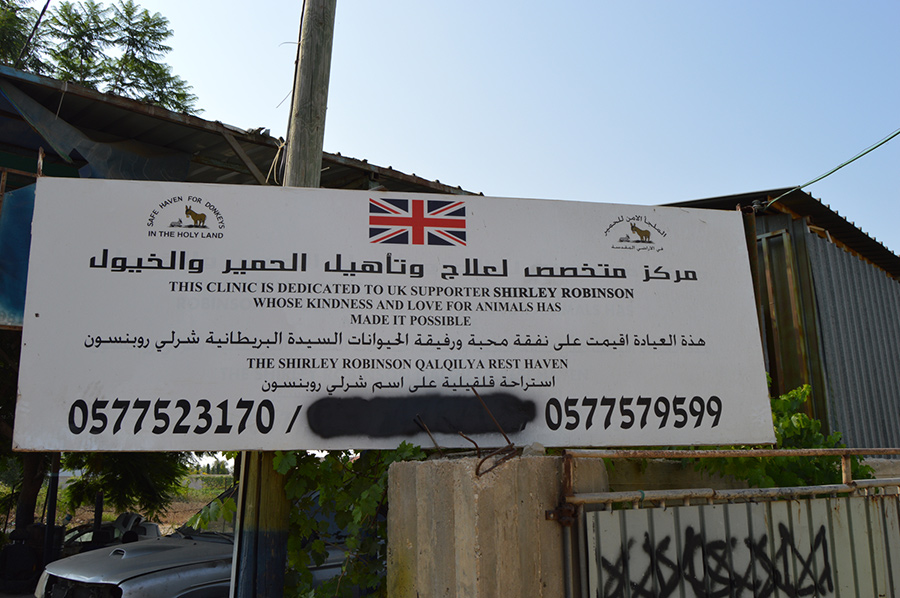 SAFE HAVEN FOR DONKEYS
IN THE HOLY LAND
الملجأ الامن للحمير
في الاراضي المقدسة
مركز متخصص لعلاج وتأهيل الحمير والخيول
THIS CLINIC IS DEDICATED TO UK SUPPORTER SHIRLEY ROBINSON
WHOSE KINDNESS AND LOVE FOR ANIMALS HAS
MADE IT POSSIBLE
هذة العيادة اقيمت على نفقة محبة ورفيقة الحيوانات السيدة البريطانية شرلي روبنسون
THE SHIRLEY ROBINSON QALQILYA REST HAVEN
استراحة قلقيلية على اسم شرلي روبنسون
0577523170 / 0577579599